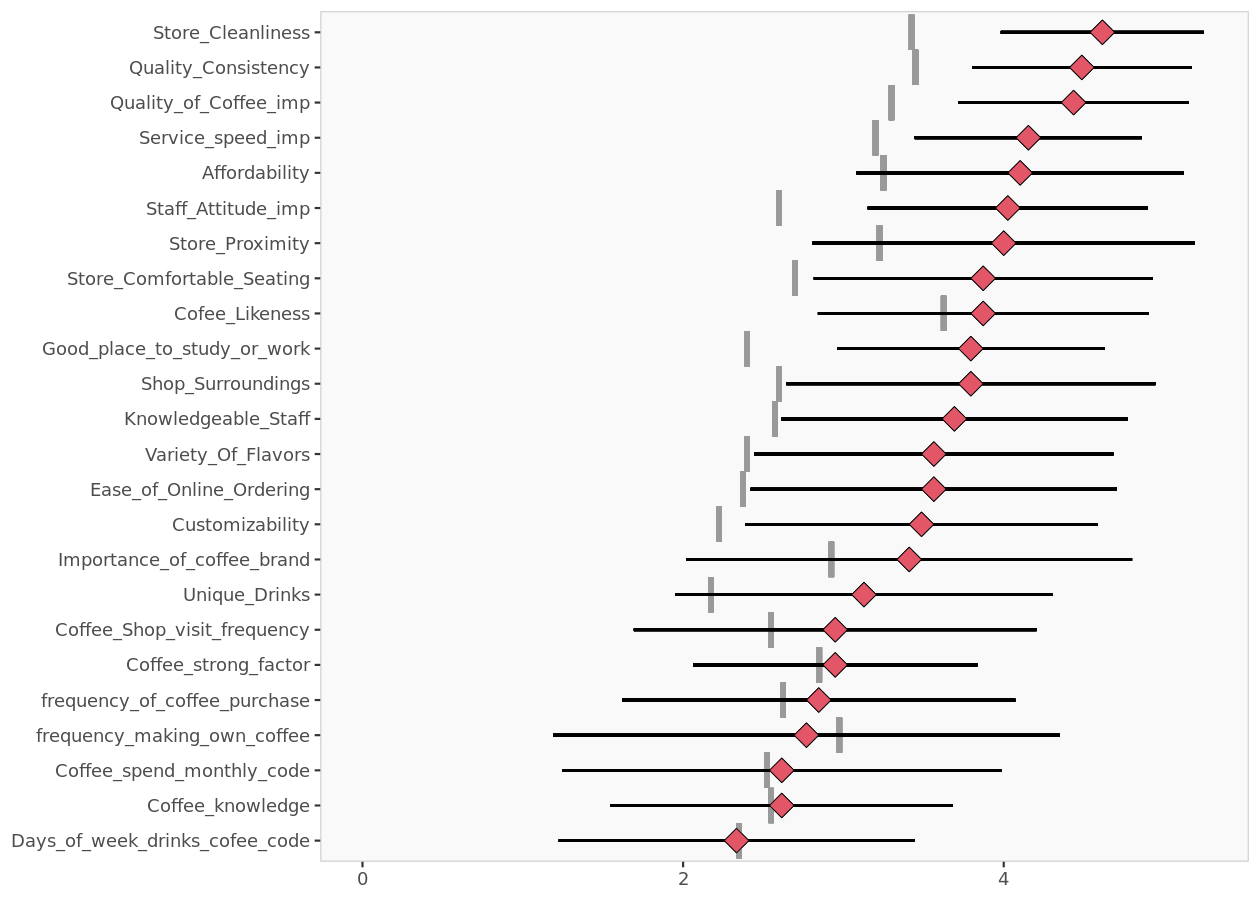 Store_Cleanliness
Quality_Consistency
Quality_of_Coffee_imp
Service_speed_imp
Affordability
Staff_Attitude_imp
Store_Proximity
Store_Comfortable_Seating
Cofee_Likeness
Good_place_to_study_or_work
Shop_Surroundings
Knowledgeable_Staff
Variety_Of_Flavors
Ease_of_Online_Ordering
Customizability
Importance_of_coffee_brand
Unique_Drinks
Coffee_Shop_visit_frequency
Coffee_strong_factor
frequency_of_coffee_purchase
frequency_making_own_coffee
Coffee_spend_monthly_code
Coffee_knowledge
Days_of_week_drinks_cofee_code
0 2 4